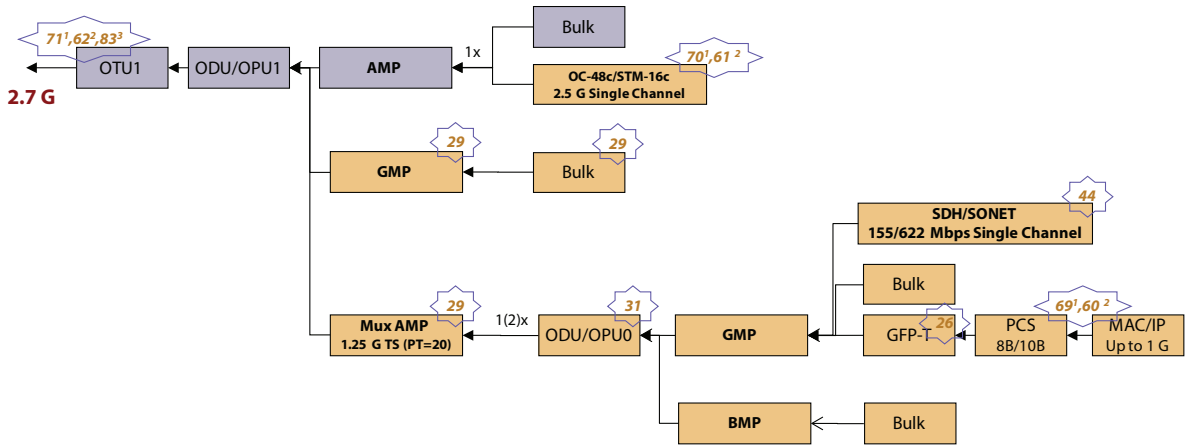 71¹,62²,83³
OTU1
2.7 G
ODU/OPU1
AMP
1x
Bulk
70¹,61 ²
OC-48c/STM-16c
2.5 G Single Channel
29
GMP
29
Bulk
44
SDH/SONET
155/622 Mbps Single Channel
Bulk
29
Mux AMP
1.25 G TS (PT=20)
1(2)x
31
ODU/OPU0
GMP
26
GFP-T
PCS
8B/10B
69¹,60 ²
MAC/IP
Up to 1 G
BMP
Bulk